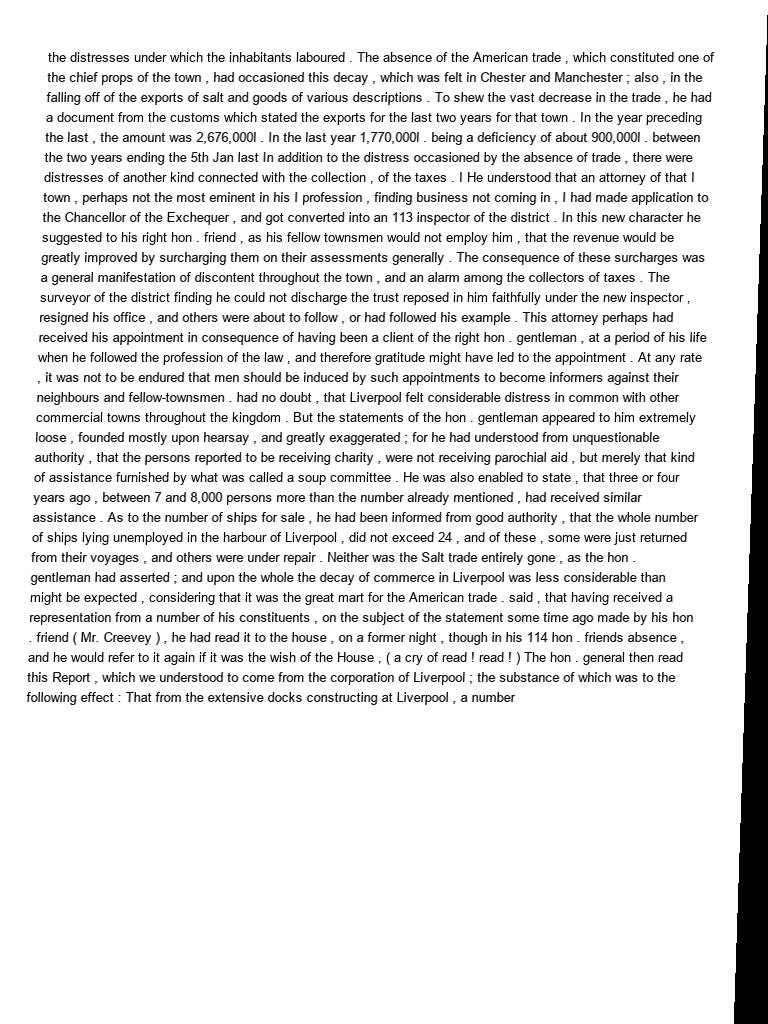 the distresses under which the inhabitants laboured . The absence of the American trade , which constituted one of
the chief props of the town , had occasioned this decay , which was felt in Chester and Manchester ; also , in the
falling off of the exports of salt and goods of various descriptions . To shew the vast decrease in the trade , he had
a document from the customs which stated the exports for the last two years for that town . In the year preceding
the last , the amount was 2,676,000l . In the last year 1,770,000l . being a deficiency of about 900,000l . between
the two years ending the 5th Jan last In addition to the distress occasioned by the absence of trade , there were
distresses of another kind connected with the collection , of the taxes . I He understood that an attorney of that I
town , perhaps not the most eminent in his I profession , finding business not coming in , I had made application to
the Chancellor of the Exchequer , and got converted into an 113 inspector of the district . In this new character he
suggested to his right hon . friend , as his fellow townsmen would not employ him , that the revenue would be
greatly improved by surcharging them on their assessments generally . The consequence of these surcharges was
a general manifestation of discontent throughout the town , and an alarm among the collectors of taxes . The
surveyor of the district finding he could not discharge the trust reposed in him faithfully under the new inspector ,
resigned his office , and others were about to follow , or had followed his example . This attorney perhaps had
received his appointment in consequence of having been a client of the right hon . gentleman , at a period of his life
when he followed the profession of the law , and therefore gratitude might have led to the appointment . At any rate
, it was not to be endured that men should be induced by such appointments to become informers against their
neighbours and fellow-townsmen . had no doubt , that Liverpool felt considerable distress in common with other
commercial towns throughout the kingdom . But the statements of the hon . gentleman appeared to him extremely
loose , founded mostly upon hearsay , and greatly exaggerated ; for he had understood from unquestionable
authority , that the persons reported to be receiving charity , were not receiving parochial aid , but merely that kind
of assistance furnished by what was called a soup committee . He was also enabled to state , that three or four
years ago , between 7 and 8,000 persons more than the number already mentioned , had received similar
assistance . As to the number of ships for sale , he had been informed from good authority , that the whole number
of ships lying unemployed in the harbour of Liverpool , did not exceed 24 , and of these , some were just returned
from their voyages , and others were under repair . Neither was the Salt trade entirely gone , as the hon .
gentleman had asserted ; and upon the whole the decay of commerce in Liverpool was less considerable than
might be expected , considering that it was the great mart for the American trade . said , that having received a
representation from a number of his constituents , on the subject of the statement some time ago made by his hon
. friend ( Mr. Creevey ) , he had read it to the house , on a former night , though in his 114 hon . friends absence ,
and he would refer to it again if it was the wish of the House , ( a cry of read ! read ! ) The hon . general then read
this Report , which we understood to come from the corporation of Liverpool ; the substance of which was to the
following effect : That from the extensive docks constructing at Liverpool , a number